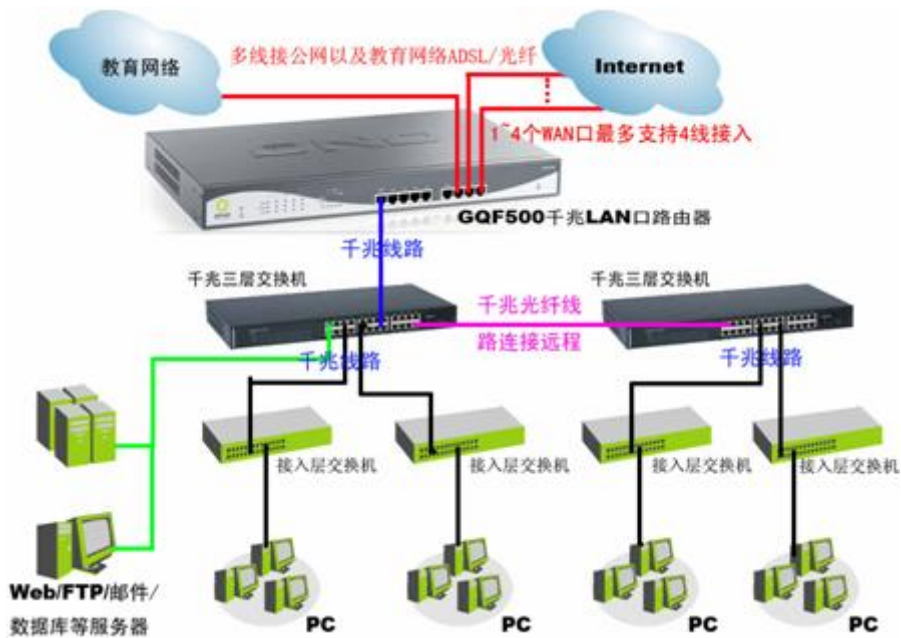 教育网络
多线接公网以及教育网络ADSL/光纤
Internet
1~4个WAN口最多支持4线接入
QNO
GQF500千兆LAN口路由器
千兆线路
千兆三层交换机
千兆三层交换机
千兆光纤线
路连接远程
千兆线路
千兆线路
接入层交换机
接入层交换机
接入层交换机
接入层交换机
Web/FTP/邮件/
数据库等服务器
PC
PC
PC
PC